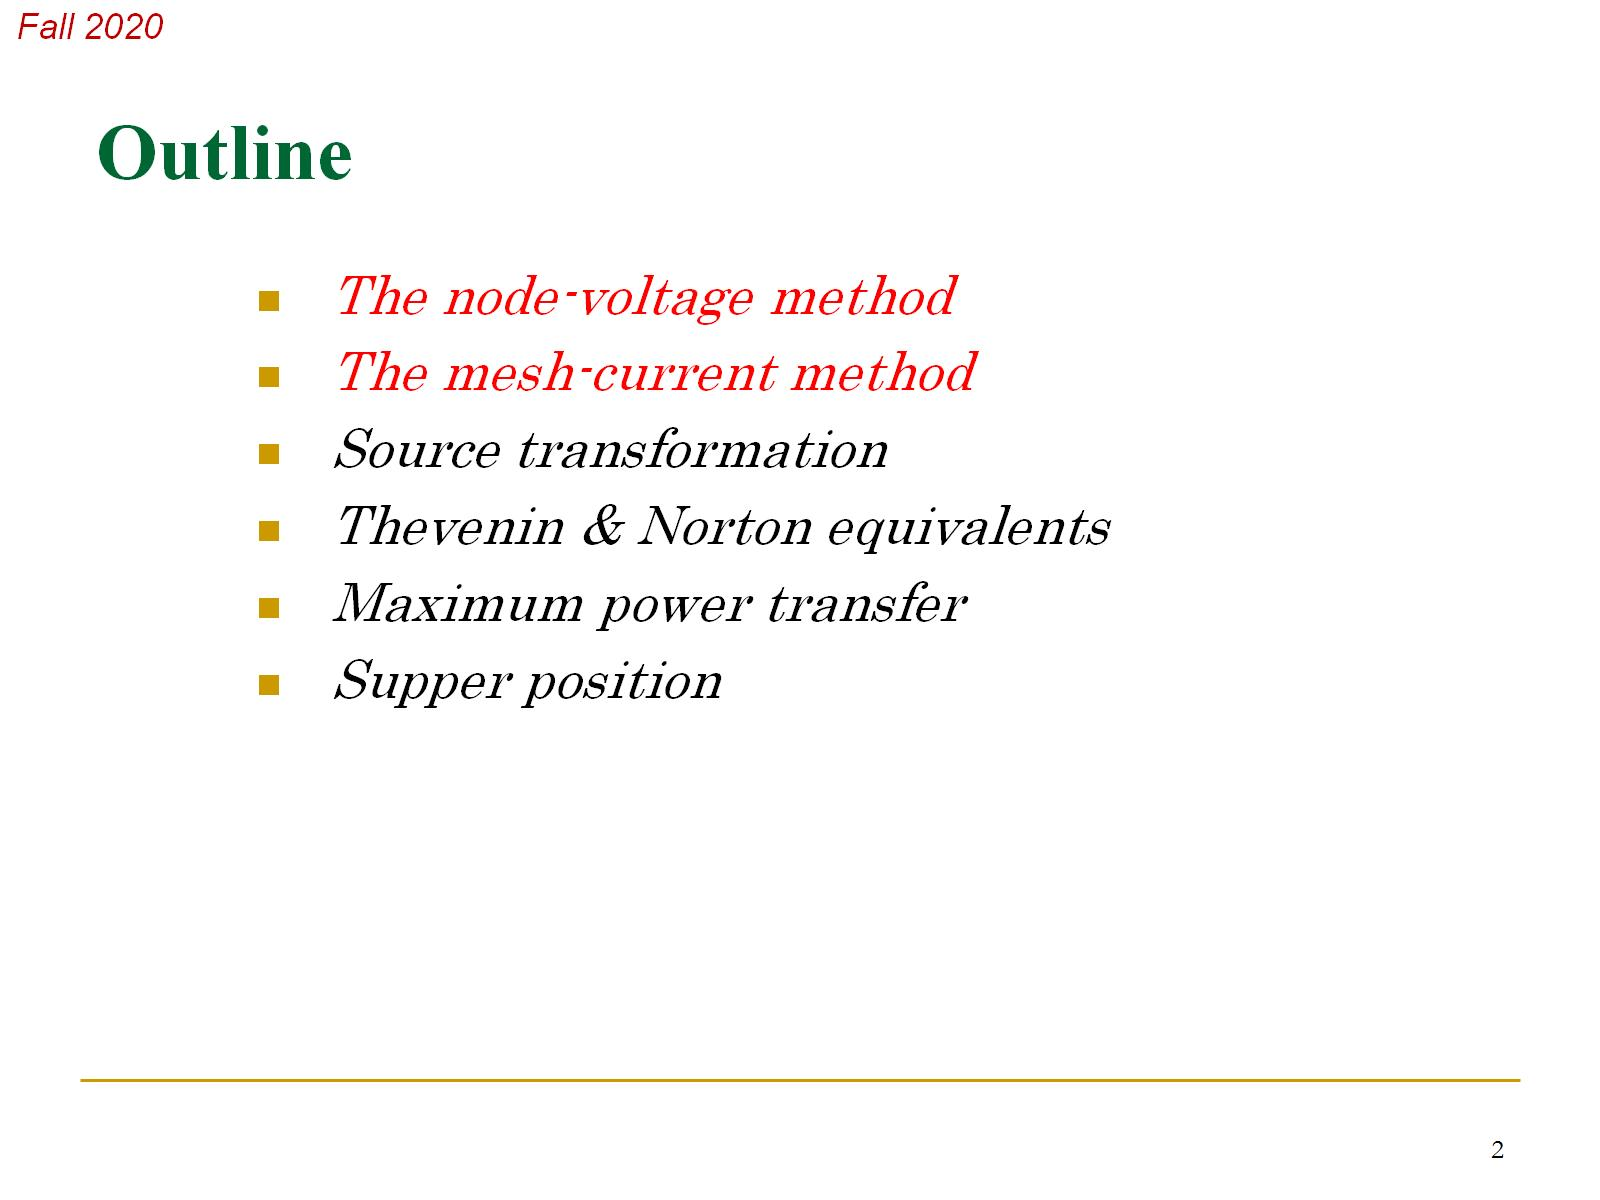 Fall 2020
Outline
The node-voltage method
The mesh-current method
Source transformation
Thevenin & Norton equivalents
Maximum power transfer
Supper position
2